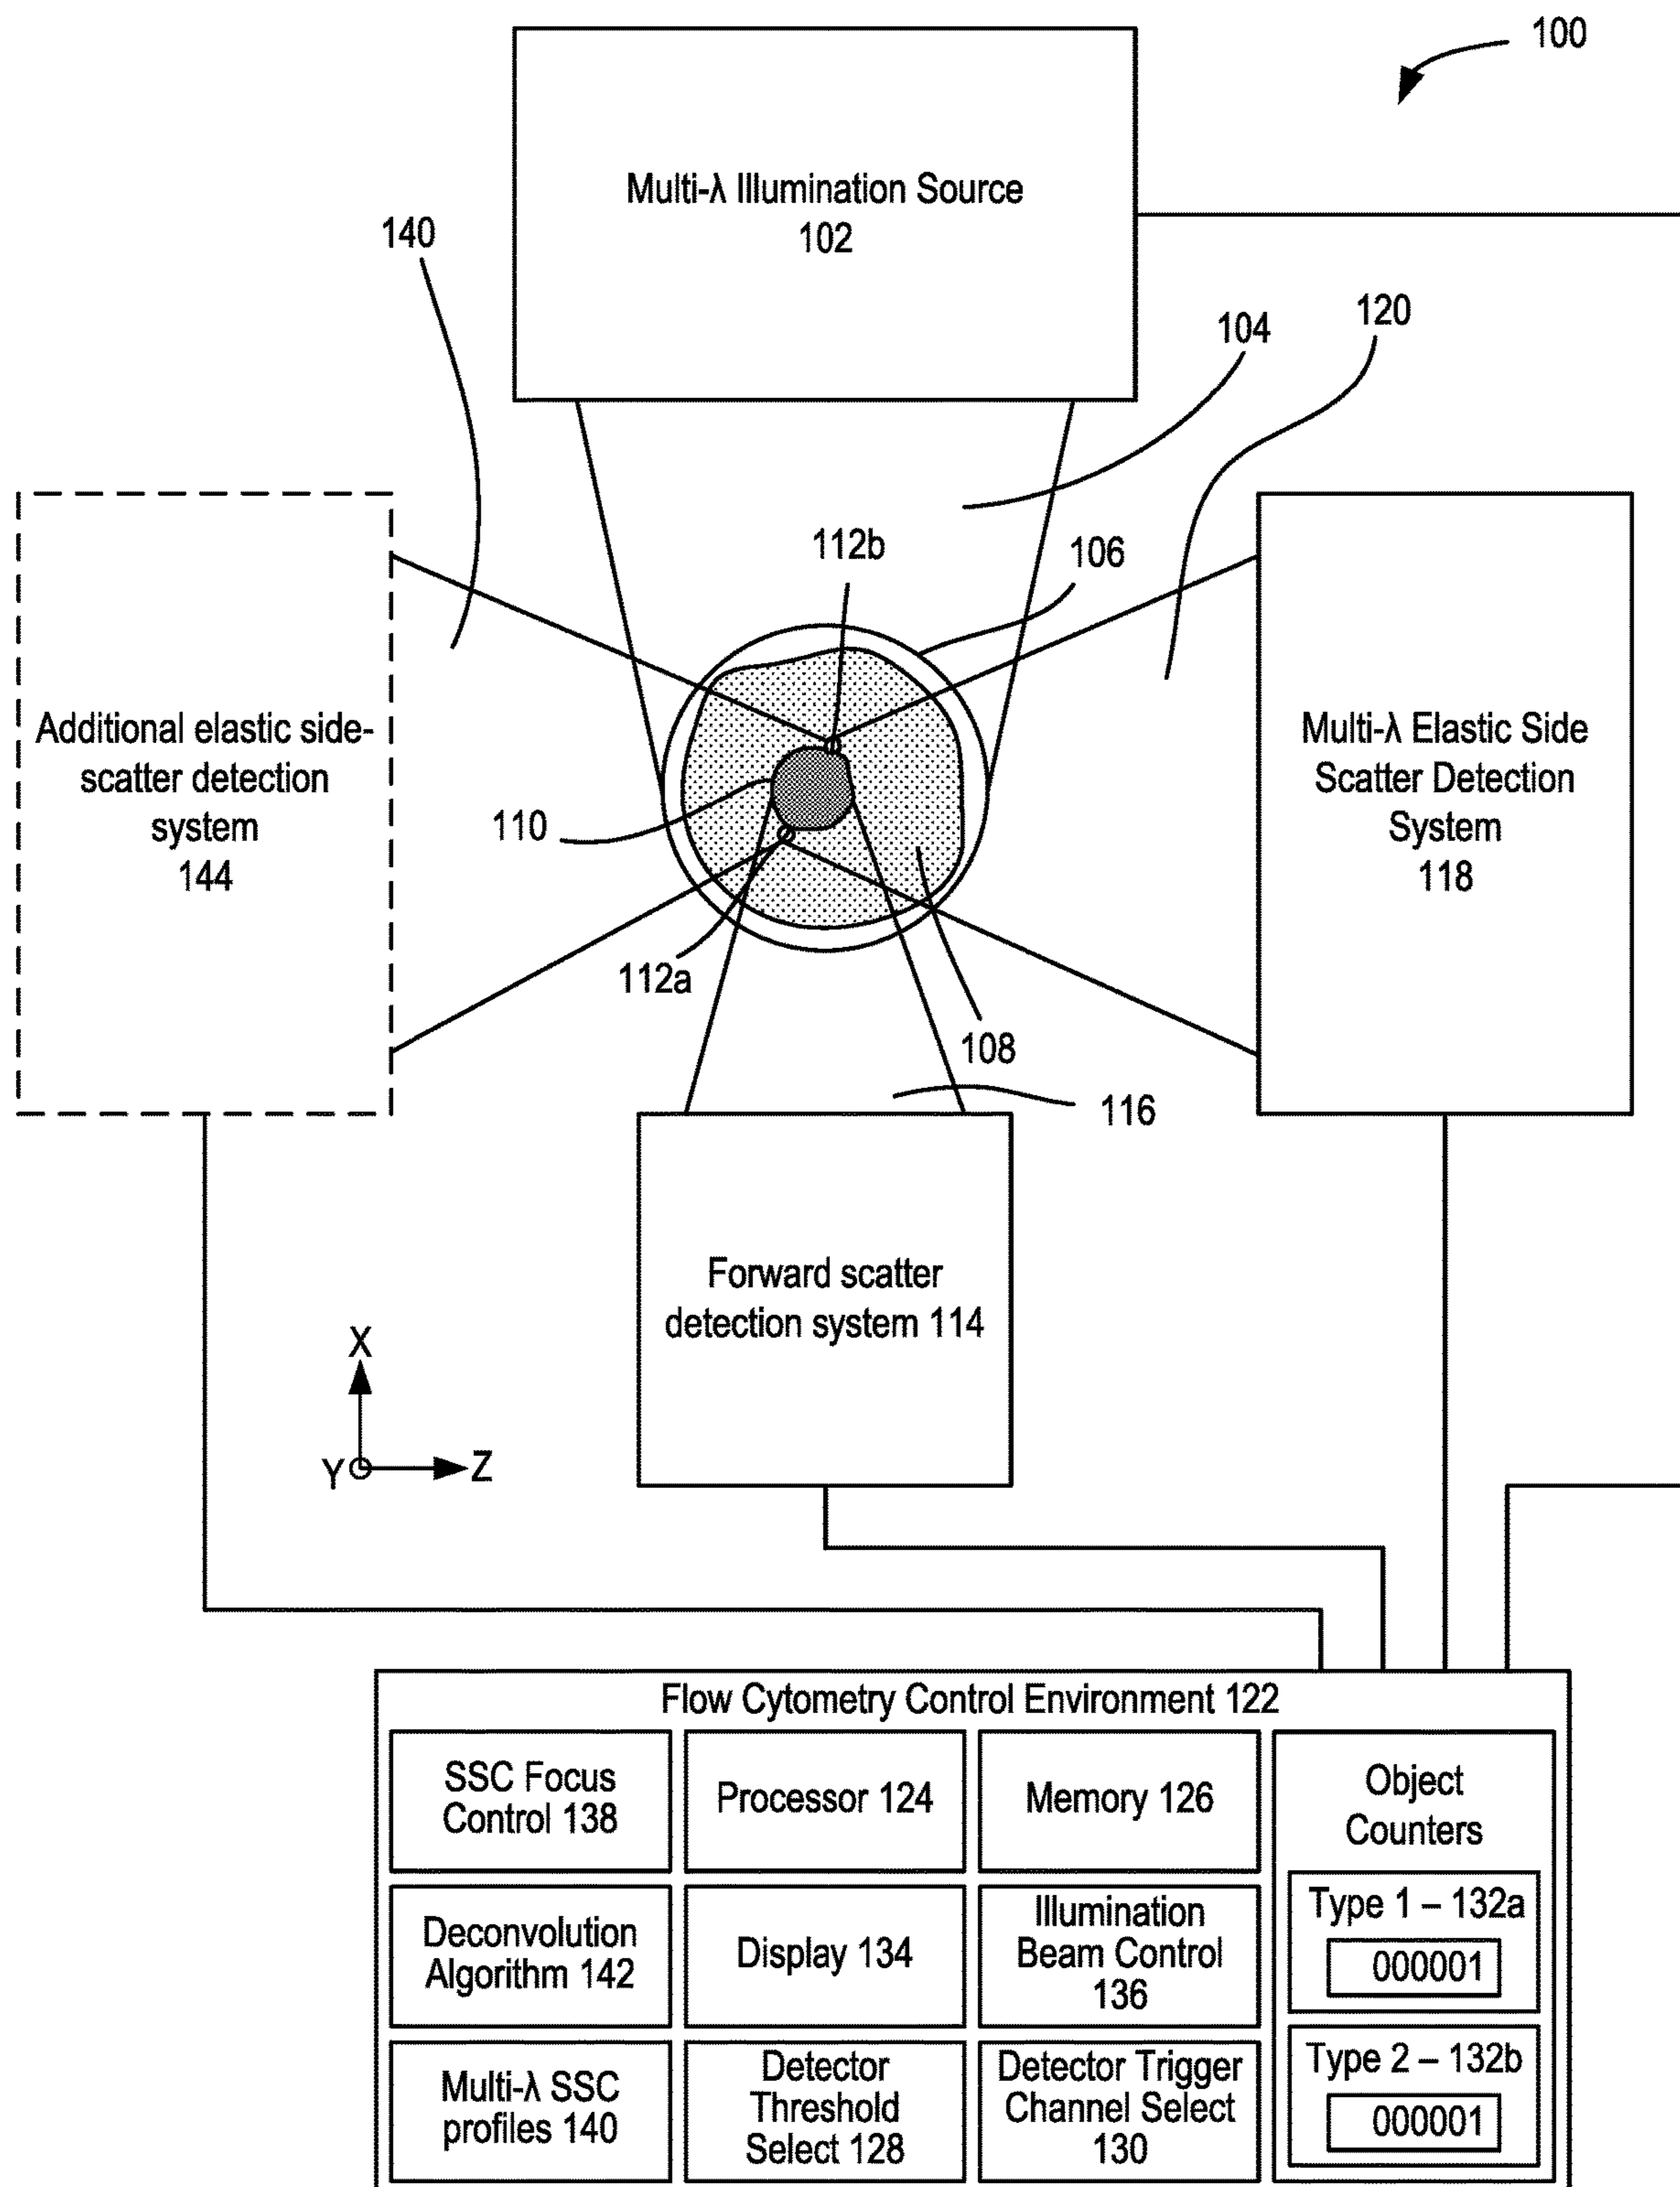 100
Multi-λ Illumination Source
102
140
120
104
112b
106
Additional elastic side-
scatter detection
system
144
Multi-λ Elastic Side
Scatter Detection
System
118
110
112a
108
116
Forward scatter
detection system 114
X
Y
Z
Flow Cytometry Control Environment 122
SSC Focus
Control 138
Processor 124
Memory 126
Object
Counters
Type 1 – 132a
000001
Deconvolution
Algorithm 142
Display 134
Illumination
Beam Control
136
Type 2 – 132b
000001
Multi-λ SSC
profiles 140
Detector
Threshold
Select 128
Detector Trigger
Channel Select
130